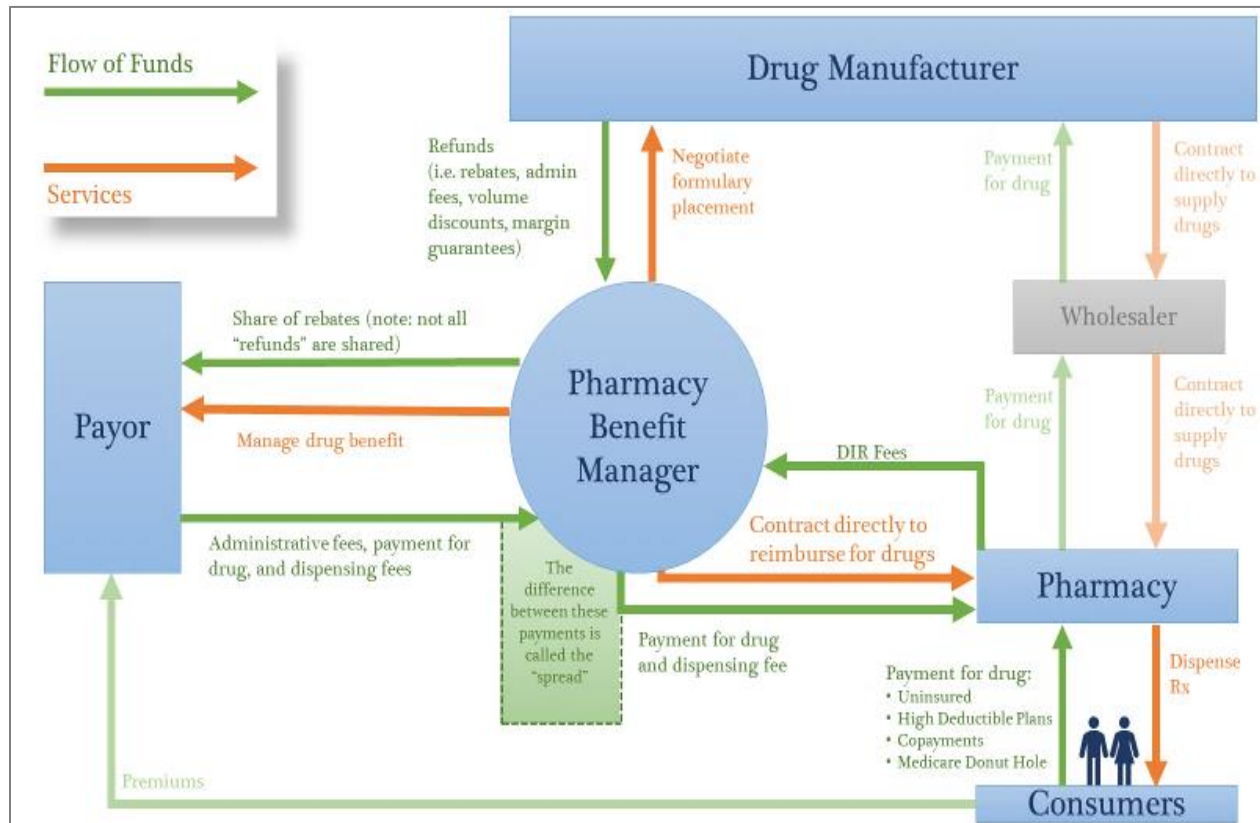 Flow of Funds
Services
Drug Manufacturer
Refunds
(i.e. rebates, admin
fees, volume
discounts, margin
guarantees)
Negotiate
formulary
placement
Payment
for drug
Contract
directly to
supply
drugs
Wholesaler
Share of rebates (note: not all
“refunds” are shared)
Payor
Manage drug benefit
Pharmacy
Benefit
Manager
Payment
for drug
Contract
directly to
supply
drugs
DIR Fees
Administrative fees, payment for
drug, and dispensing fees
Contract directly to
reimburse for drugs
The
difference
between these
payments is
called the
“spread”
Pharmacy
Payment for drug
and dispensing fee
Payment for drug:
• Uninsured
• High Deductible Plans
• Copayments
• Medicare Donut Hole
Dispense
Rx
Premiums
Consumers